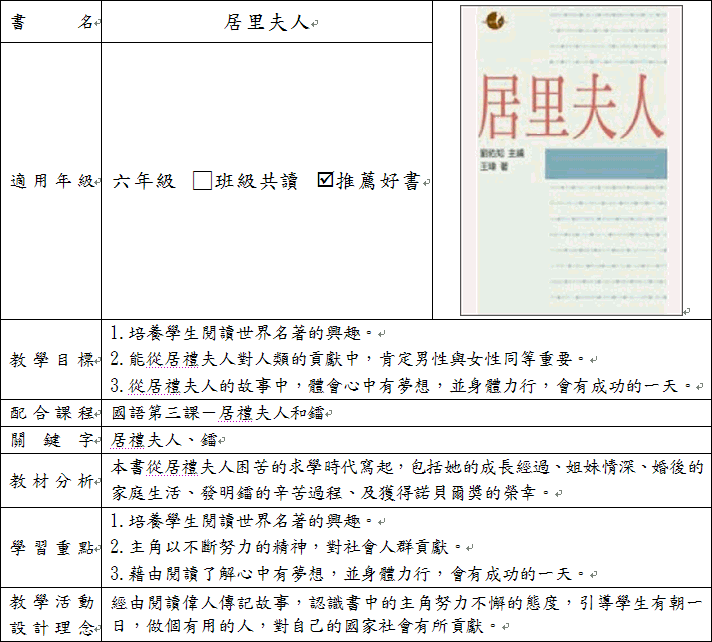 書名 居里夫人
適用年級 六年級 □班級共讀 ☑推薦好書
居里夫人
劉佑知 主編
王瓊 著
教學目標
1.培養學生閱讀世界名著的興趣。
2.能從居禮夫人對人類的貢獻中，肯定男性與女性同等重要。
3.從居禮夫人的故事中，體會心中有夢想，並身體力行，會有成功的一天。
配合課程 國語第三課－居禮夫人和鐳
關鍵字 居禮夫人、鐳
教材分析
本書從居禮夫人困苦的求學時代寫起，包括她的成長經過、姐妹情深、婚後的
家庭生活、發明鐳的辛苦過程、及獲得諾貝爾獎的榮幸。
學習重點
1.培養學生閱讀世界名著的興趣。
2.主角以不斷努力的精神，對社會人群貢獻。
3.藉由閱讀了解心中有夢想，並身體力行，會有成功的一天。
教學活動
設計理念
經由閱讀偉人傳記故事，認識書中的主角努力不懈的態度，引導學生有朝一
日，做個有用的人，對自己的國家社會有所貢獻。